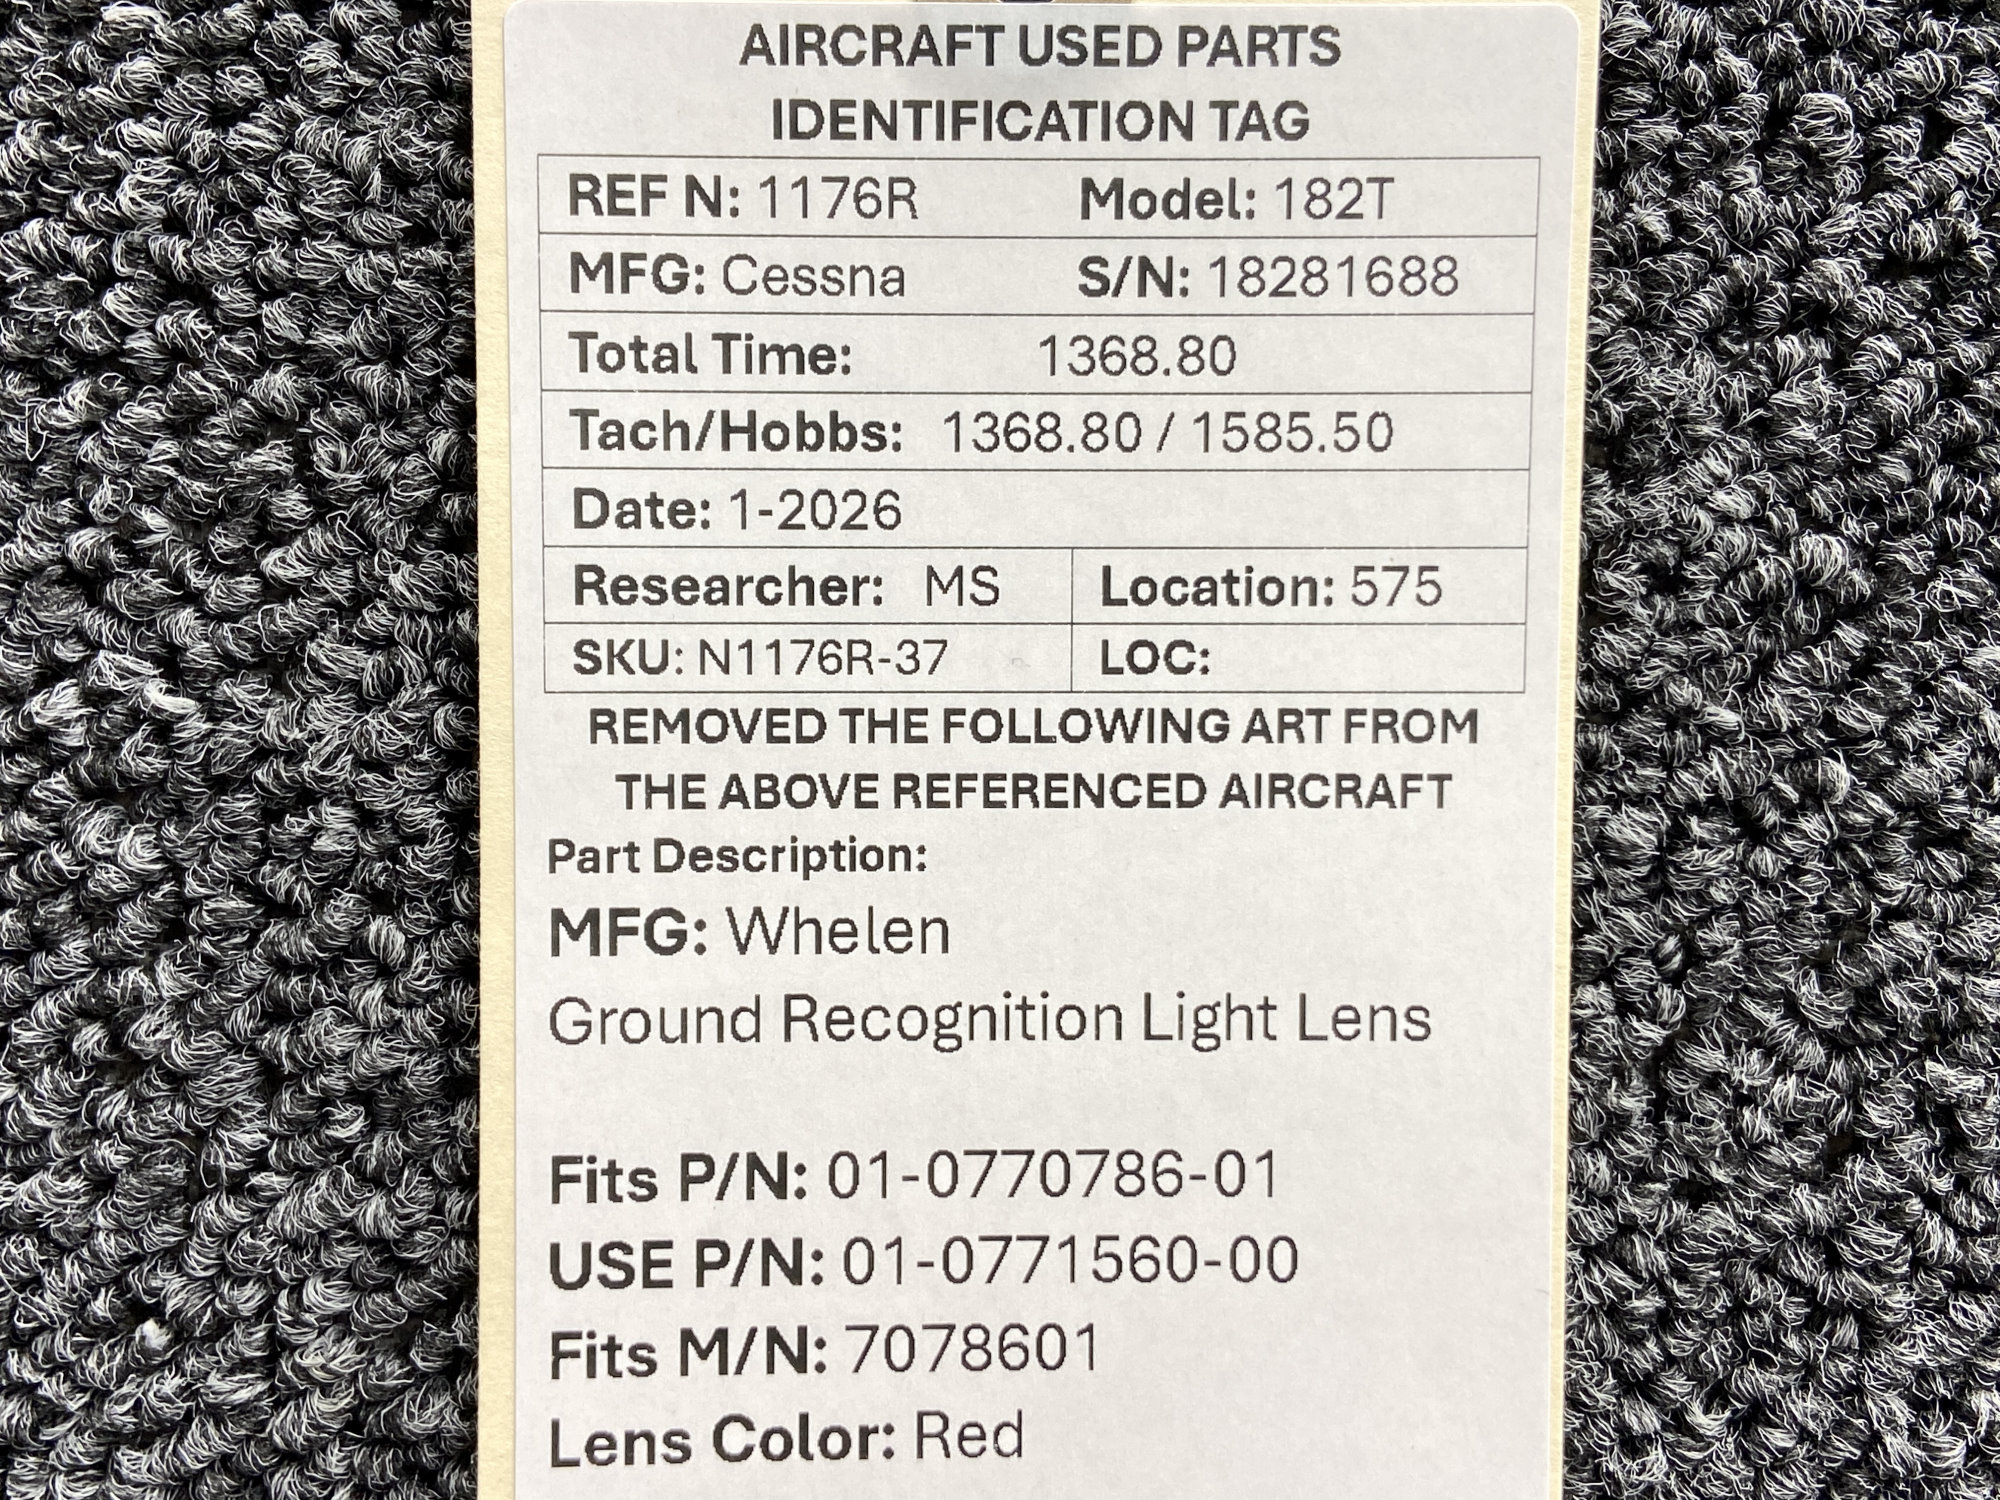 AIRCRAFT USED PARTS
IDENTIFICATION TAG
REF N: 1176R Model: 182T
MFG: Cessna S/N: 18281688
Total Time: 1368.80
Tach/Hobbs: 1368.80 / 1585.50
Date: 1-2026
Researcher: MS Location: 575
SKU: N1176R-37 LOC:
REMOVED THE FOLLOWING ART FROM
THE ABOVE REFERENCED AIRCRAFT
Part Description:
MFG: Whelen
Ground Recognition Light Lens
Fits P/N: 01-0770786-01
USE P/N: 01-0771560-00
Fits M/N: 7078601
Lens Color: Red